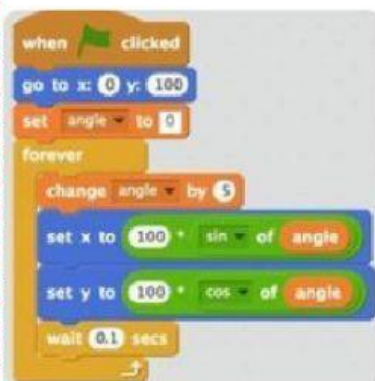 when clicked
go to x: 0 y: 100
set angle to 0
forever
change angle by 5
set x to 100 * sin of angle
set y to 100 * cos of angle
wait 0.1 secs